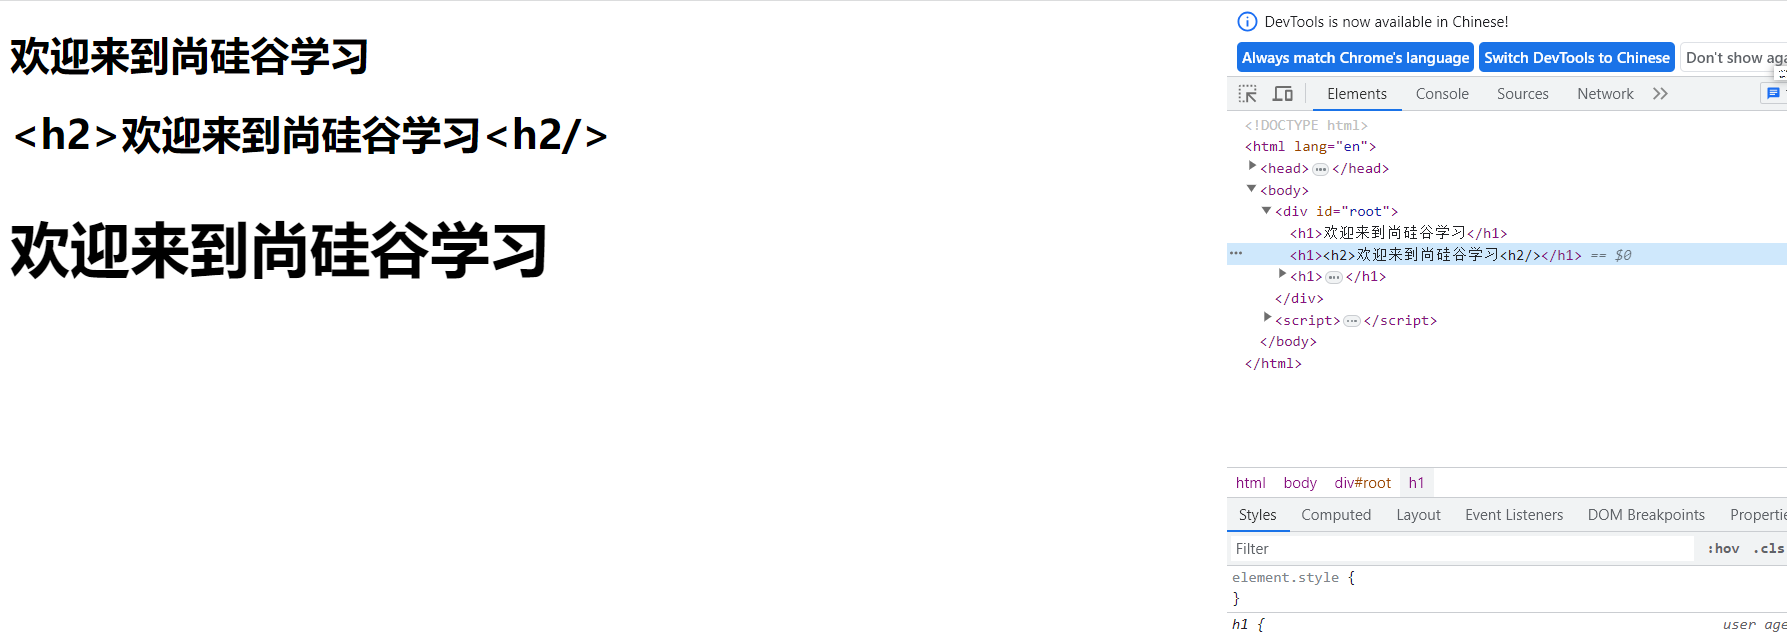 欢迎来到尚硅谷学习
<h2>欢迎来到尚硅谷学习<h2/>
欢迎来到尚硅谷学习
DevTools is now available in Chinese!
Always match Chrome's language Switch DevTools to Chinese Don't show aga
Elements Console Sources Network
<!DOCTYPE html>
<html lang="en">
<head> ••• </head>
<body>
<div id="root">
<h1>欢迎来到尚硅谷学习</h1>
••• <h1><h2>欢迎来到尚硅谷学习<h2/></h1> == $0
<h1> ••• </h1>
</div>
<script> ••• </script>
</body>
</html>
html body div#root h1
Styles Computed Layout Event Listeners DOM Breakpoints Propertie
Filter :hov .cls
element.style {
}
h1 { user age